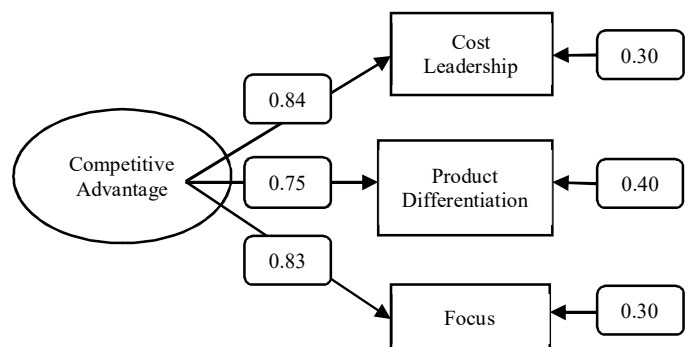 Cost
Leadership
0.30
0.84
Competitive
Advantage
0.75
Product
Differentiation
0.40
0.83
Focus
0.30